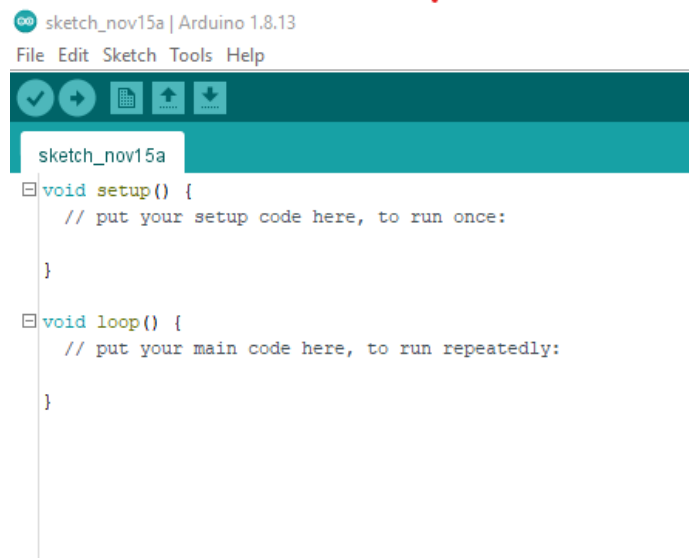 sketch_nov15a | Arduino 1.8.13
File Edit Sketch Tools Help
sketch_nov15a
void setup() {
// put your setup code here, to run once:
}
void loop() {
// put your main code here, to run repeatedly:
}